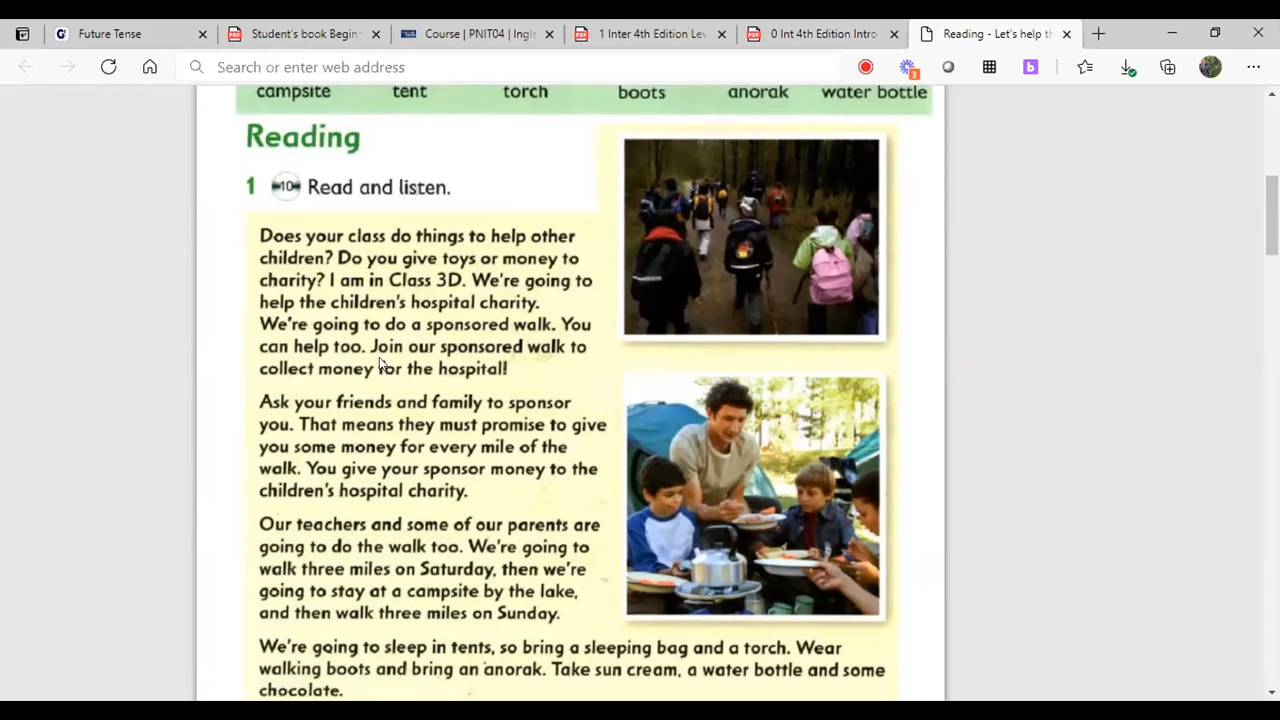 Future Tense
Student's book Begin
Course | PNIT04 | Ingl
1 Inter 4th Edition Lev
0 Int 4th Edition Intro
Reading - Let's help th
Search or enter web address
3
b
campsite tent torch boots anorak water bottle
Reading
1 10 Read and listen.
Does your class do things to help other
children? Do you give toys or money to
charity? I am in Class 3D. We're going to
help the children's hospital charity.
We're going to do a sponsored walk. You
can help too. Join our sponsored walk to
collect money for the hospital!
Ask your friends and family to sponsor
you. That means they must promise to give
you some money for every mile of the
walk. You give your sponsor money to the
children's hospital charity.
Our teachers and some of our parents are
going to do the walk too. We're going to
walk three miles on Saturday, then we're
going to stay at a campsite by the lake,
and then walk three miles on Sunday.
We're going to sleep in tents, so bring a sleeping bag and a torch. Wear
walking boots and bring an anorak. Take sun cream, a water bottle and some
chocolate.